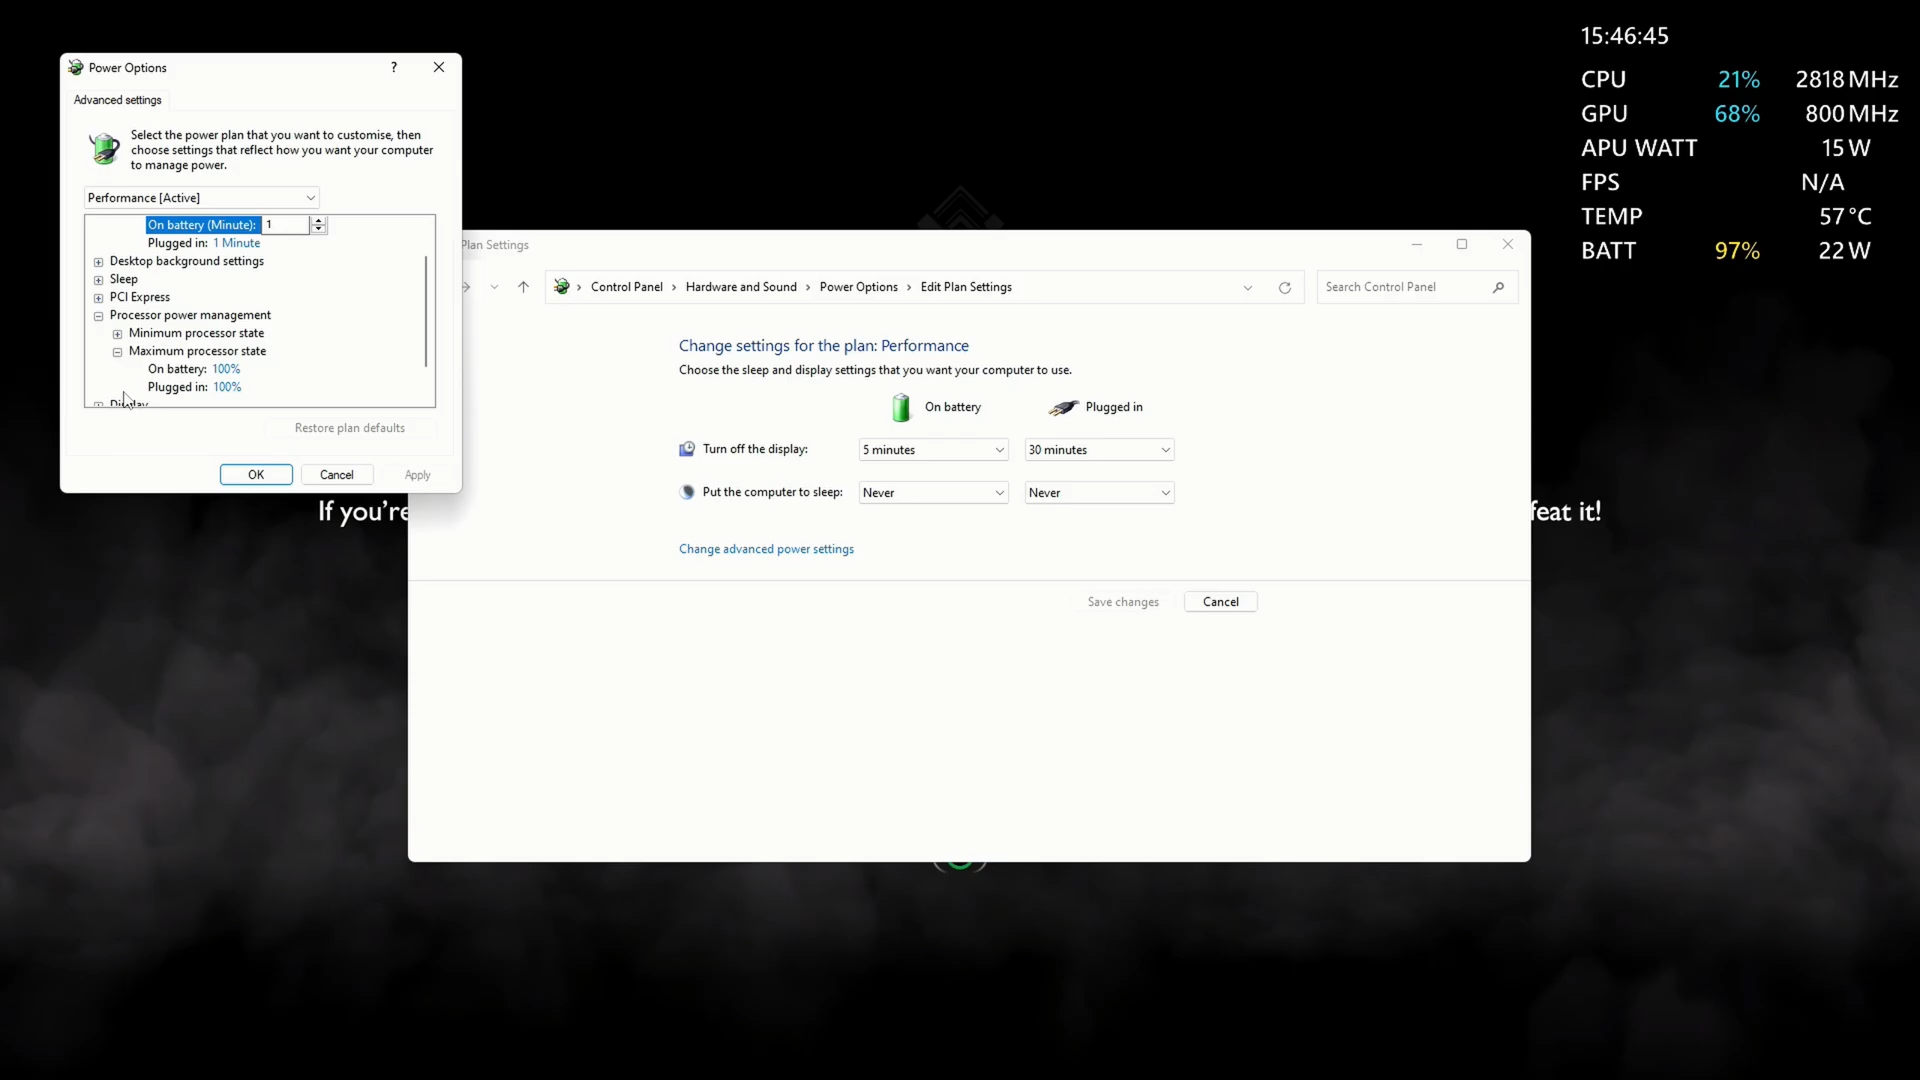 15:46:45
CPU 21% 2818 MHz
GPU 68% 800 MHz
APU WATT 15 W
FPS N/A
TEMP 57 °C
BATT 97% 22 W
Power Options
?
Advanced settings
Select the power plan that you want to customise, then
choose settings that reflect how you want your computer
to manage power.
Performance [Active]
On battery (Minute): 1
Plugged in: 1 Minute
Desktop background settings
Sleep
PCI Express
Processor power management
Minimum processor state
Maximum processor state
On battery: 100%
Plugged in: 100%
Display
Restore plan defaults
OK Cancel Apply
Plan Settings
Control Panel > Hardware and Sound > Power Options > Edit Plan Settings
Search Control Panel
Change settings for the plan: Performance
Choose the sleep and display settings that you want your computer to use.
On battery Plugged in
Turn off the display: 5 minutes 30 minutes
Put the computer to sleep: Never Never
Change advanced power settings
Save changes Cancel
If you're
feat it!